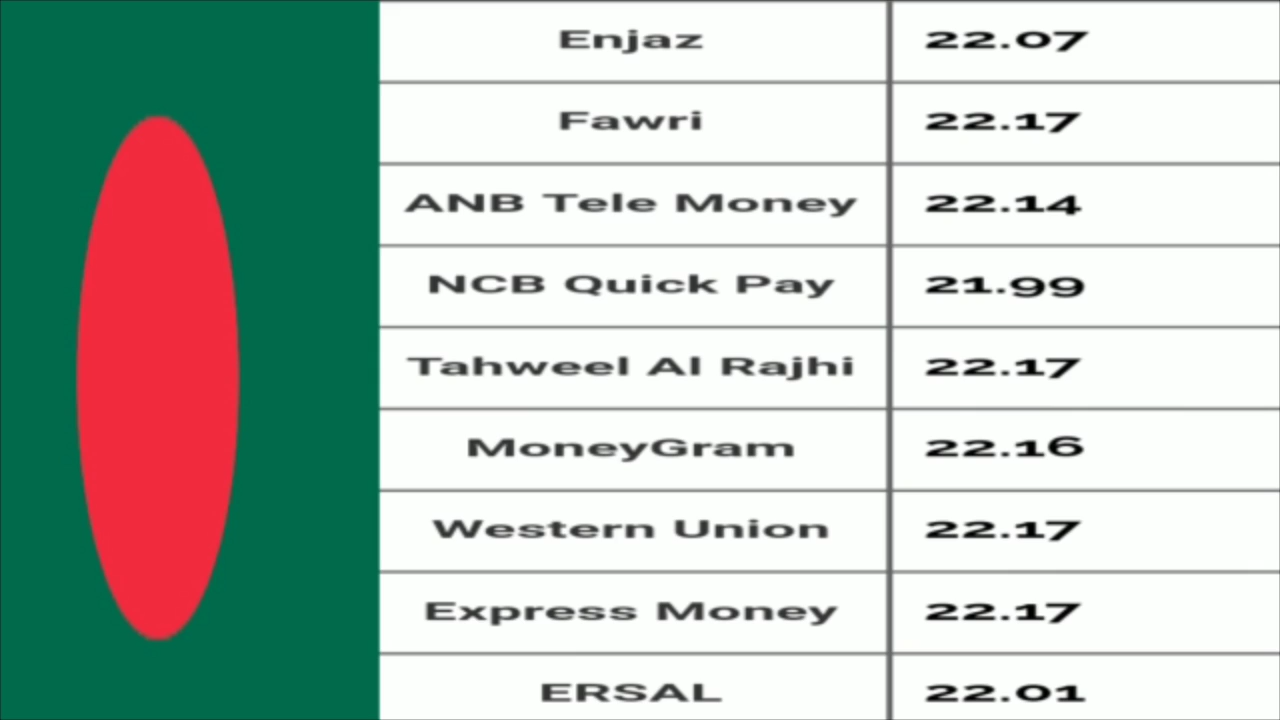 Enjaz 22.07
Fawri 22.17
ANB Tele Money 22.14
NCB Quick Pay 21.99
Tahweel Al Rajhi 22.17
MoneyGram 22.16
Western Union 22.17
Express Money 22.17
ERSAL 22.01